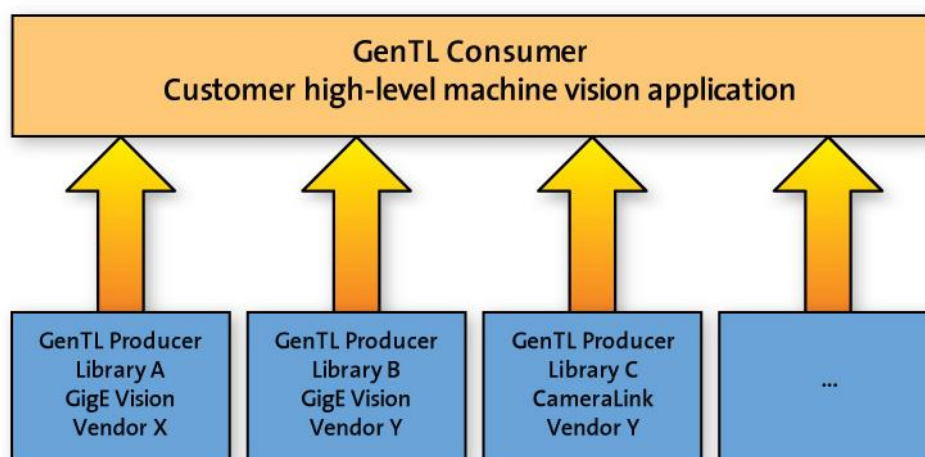 GenTL Consumer
Customer high-level machine vision application
GenTL Producer
Library A
GigE Vision
Vendor X
GenTL Producer
Library B
GigE Vision
Vendor Y
GenTL Producer
Library C
CameraLink
Vendor Y
...